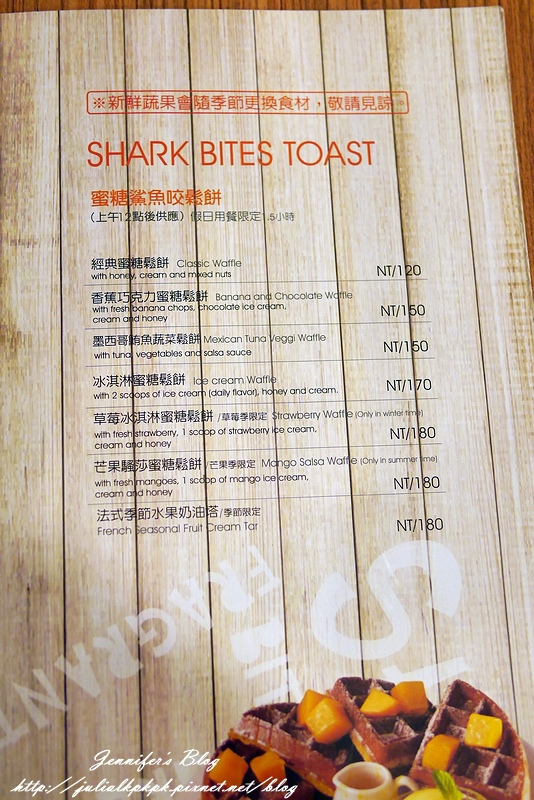 ※新鮮蔬果會隨季節更換食材，敬請見諒。
SHARK BITES TOAST
蜜糖鯊魚咬鬆餅
（上午12點後供應）假日用餐限定1.5小時
經典蜜糖鬆餅 Classic Waffle
with honey, cream and mixed nuts
NT/120
香蕉巧克力蜜糖鬆餅 Banana and Chocolate Waffle
with fresh banana chops, chocolate ice cream,
cream and honey
NT/150
墨西哥鮪魚蔬菜鬆餅 Mexican Tuna Veggi Waffle
with tuna, vegetables and salsa sauce
NT/150
冰淇淋蜜糖鬆餅 Ice cream Waffle
with 2 scoops of ice cream (daily flavor), honey and cream.
NT/170
草莓冰淇淋蜜糖鬆餅 /草莓季限定 Strawberry Waffle (Only in winter time)
with fresh strawberry, 1 scoop of strawberry ice cream,
cream and honey
NT/180
芒果騷莎蜜糖鬆餅 /芒果季限定 Mango Salsa Waffle (Only in summer time)
with fresh mangoes, 1 scoop of mango ice cream,
cream and honey
NT/180
法式季節水果奶油塔 /季節限定
French Seasonal Fruit Cream Tar
NT/180
FRAGRANT
Jennifer's Blog
http://julialkpkpk.pixnet.net/blog